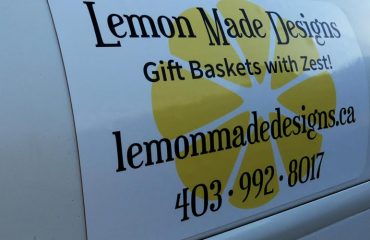 Lemon Made Designs
Gift Baskets with Zest!
lemonmadedesigns.ca
403·992·8017